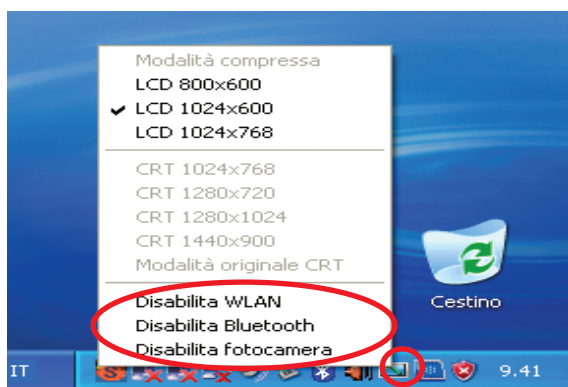 Modalità compressa
LCD 800x600
LCD 1024x600
LCD 1024x768
CRT 1024x768
CRT 1280x720
CRT 1280x1024
CRT 1440x900
Modalità originale CRT
Disabilita WLAN
Disabilita Bluetooth
Disabilita fotocamera
Cestino
IT
S
9.41